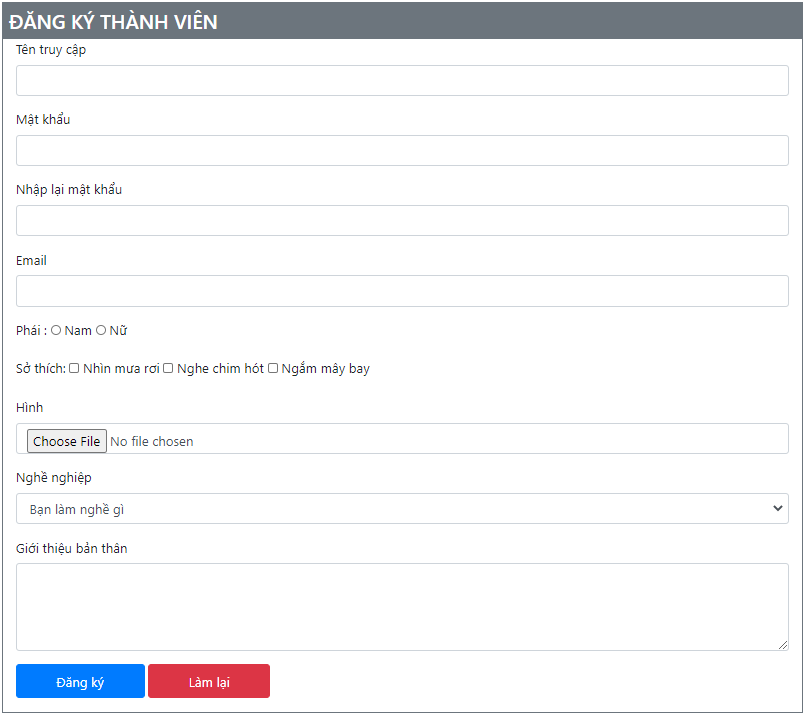 ĐĂNG KÝ THÀNH VIÊN
Tên truy cập
Mật khẩu
Nhập lại mật khẩu
Email
Phái : Nam Nữ
Sở thích: Nhìn mưa rơi Nghe chim hót Ngắm mây bay
Hình
Choose File No file chosen
Nghề nghiệp
Bạn làm nghề gì
Giới thiệu bản thân
Đăng ký Làm lại